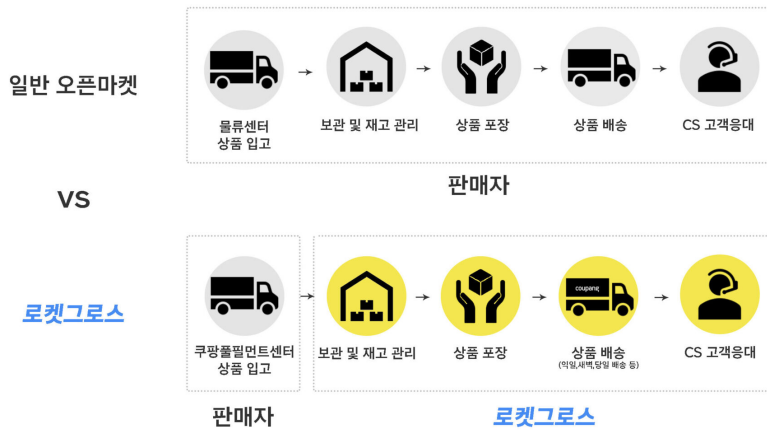 일반 오픈마켓
물류센터
상품 입고
보관 및 재고 관리
상품 포장
상품 배송
CS 고객응대
판매자
VS
로켓그로스
쿠팡풀필먼트센터
상품 입고
보관 및 재고 관리
상품 포장
coupang
상품 배송
(익일,새벽,당일 배송 등)
CS 고객응대
판매자
로켓그로스